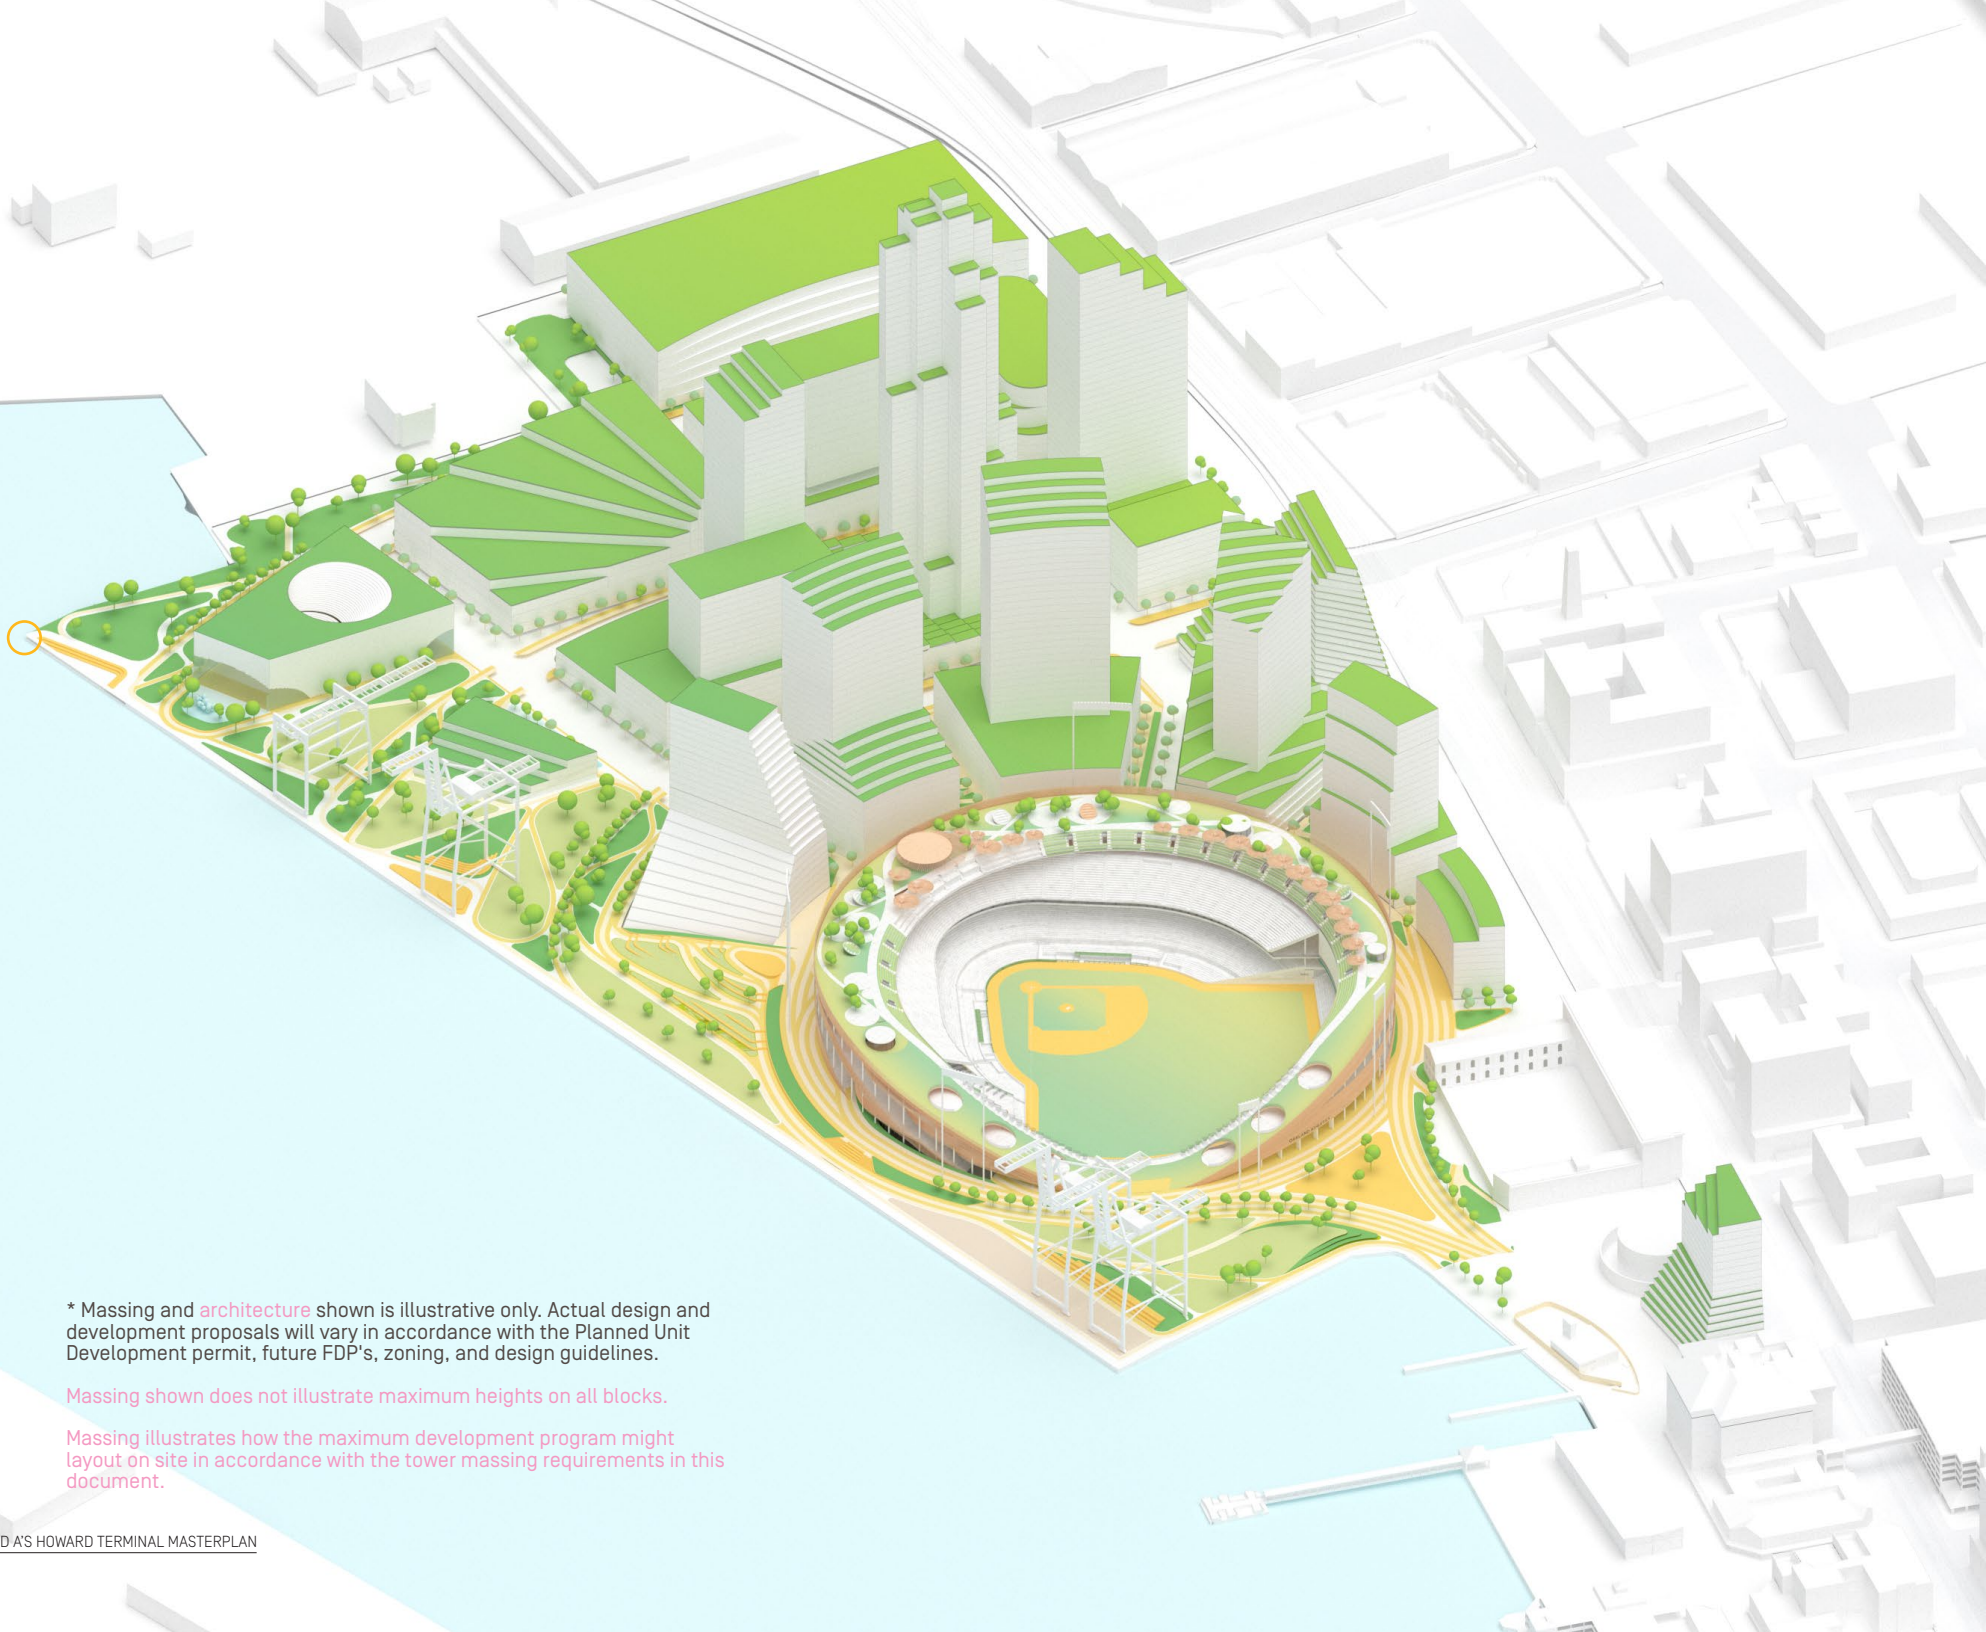 * Massing and architecture shown is illustrative only. Actual design and
development proposals will vary in accordance with the Planned Unit
Development permit, future FDP's, zoning, and design guidelines.
Massing shown does not illustrate maximum heights on all blocks.
Massing illustrates how the maximum development program might
layout on site in accordance with the tower massing requirements in this
document.
D A'S HOWARD TERMINAL MASTERPLAN